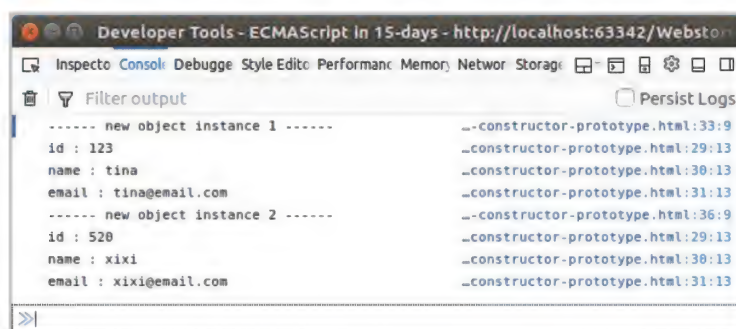 Developer Tools - ECMAScript in 15-days - http://localhost:63342/Webstor
Inspecto Console Debugge Style Edito Performanc Memory Networ Storage
Filter output Persist Logs
------ new object instance 1 ------ …-constructor-prototype.html:33:9
id : 123 …constructor-prototype.html:29:13
name : tina …constructor-prototype.html:30:13
email : tina@email.com …constructor-prototype.html:31:13
------ new object instance 2 ------ …-constructor-prototype.html:36:9
id : 520 …constructor-prototype.html:29:13
name : xixi …constructor-prototype.html:30:13
email : xixi@email.com …constructor-prototype.html:31:13
≫